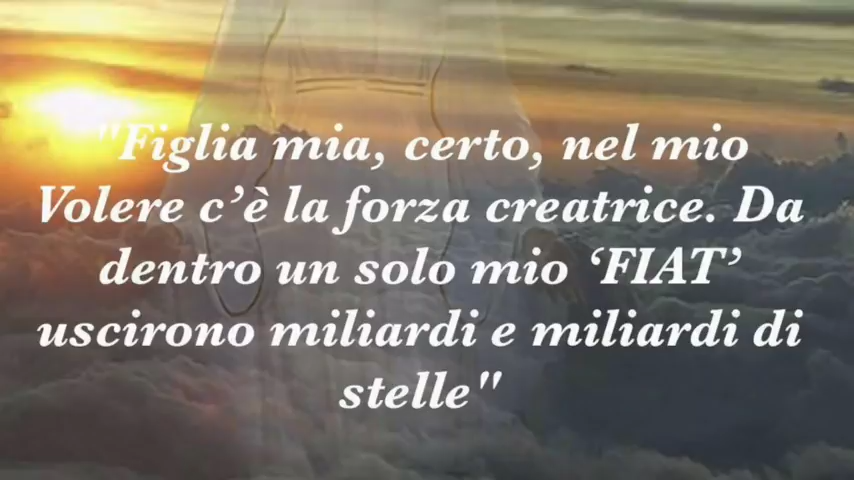 "Figlia mia, certo, nel mio
Volere c’è la forza creatrice. Da
dentro un solo mio ‘FIAT’
uscirono miliardi e miliardi di
stelle"